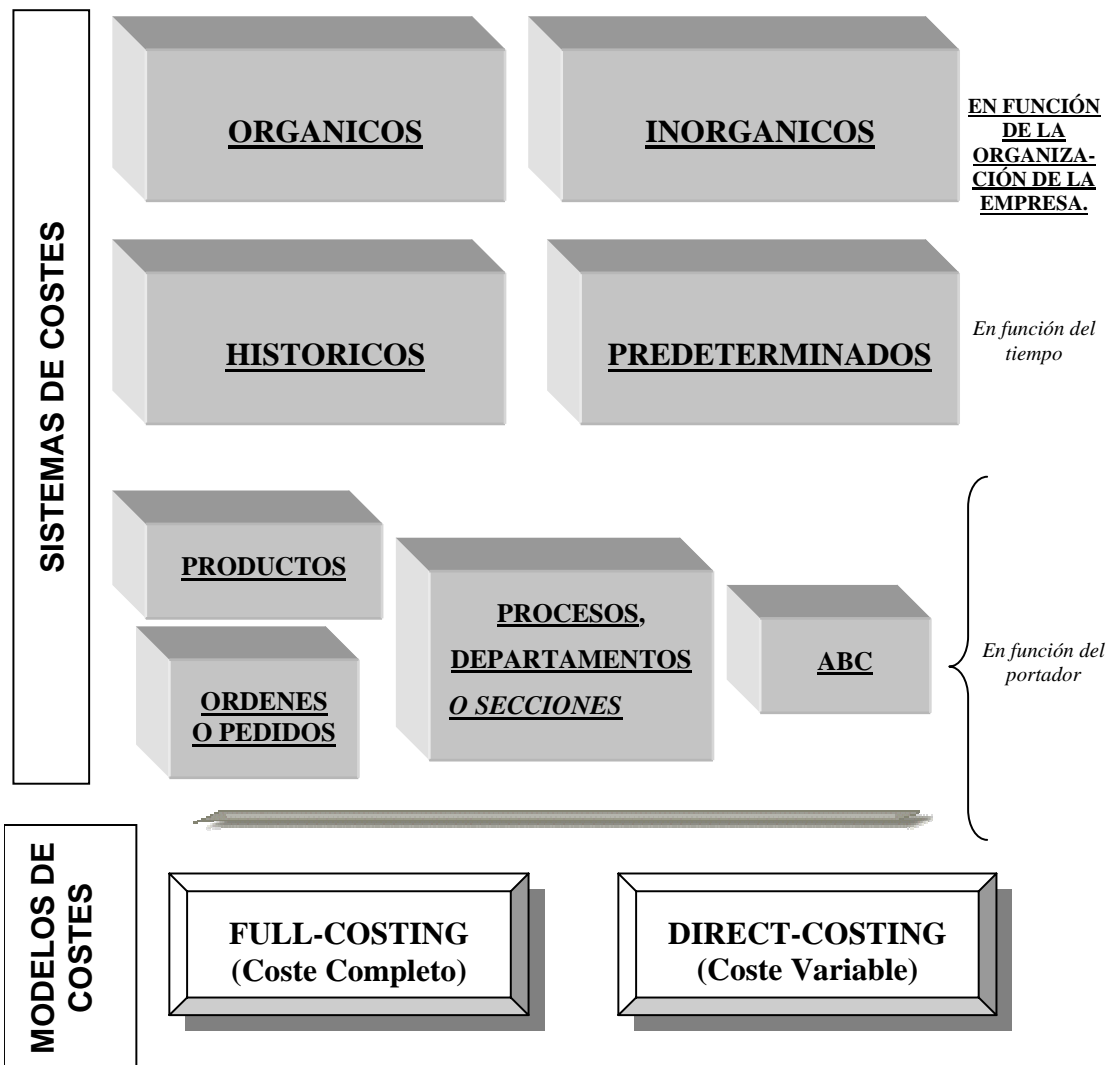 SISTEMAS DE COSTES
ORGANICOS
INORGANICOS
EN FUNCIÓN
DE LA
ORGANIZA-
CIÓN DE LA
EMPRESA.
HISTORICOS
PREDETERMINADOS
En función del
tiempo
PRODUCTOS
ORDENES
O PEDIDOS
PROCESOS,
DEPARTAMENTOS
O SECCIONES
ABC
En función del
portador
MODELOS DE
COSTES
FULL-COSTING
(Coste Completo)
DIRECT-COSTING
(Coste Variable)